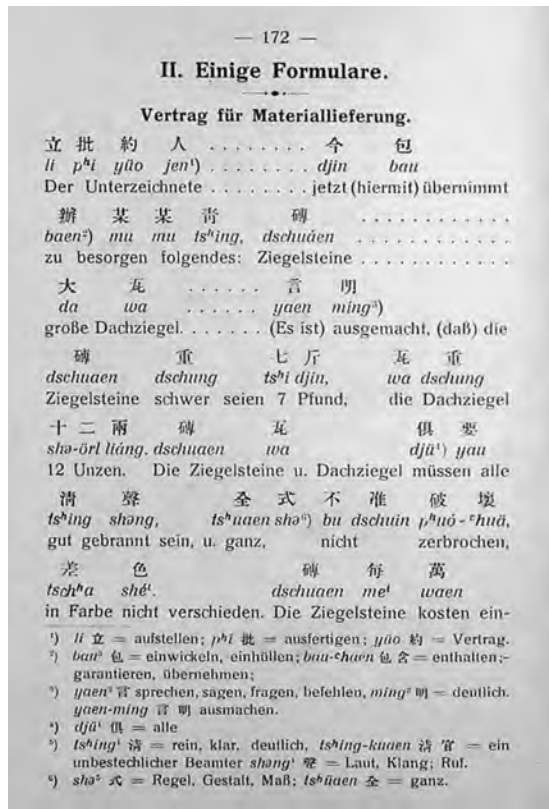 — 172 —
II. Einige Formulare.
Vertrag für Materiallieferung.
立 批 約 人 . . . . . . . . 今 包
li pʰi yüo jen¹) . . . . . . . . djin bau
Der Unterzeichnete . . . . . . . . jetzt (hiermit) übernimmt
辦 某 某 靑 磚 . . . . . . . . . . . .
baen²) mu mu tsʰing, dschuáen . . . . . . . . . . . .
zu besorgen folgendes: Ziegelsteine . . . . . . . . . . . .
大 瓦 . . . . . . 言 明
da wa . . . . . . yaen ming³)
große Dachziegel. . . . . . . (Es ist) ausgemacht, (daß) die
磚 重 七 斤 瓦 重
dschuaen dschung tsʰi djin, wa dschung
Ziegelsteine schwer seien 7 Pfund, die Dachziegel
十 二 兩 磚 瓦 俱 要
shə-örl liáng. dschuaen wa djü⁴) yau
12 Unzen. Die Ziegelsteine u. Dachziegel müssen alle
淸 聲 全 式 不 准 破 壞
tsʰing shəng, tsʰuaen shə⁶) bu dschuin pʰuó-ᶜhuä,
gut gebrannt sein, u. ganz, nicht zerbrochen,
差 色 磚 每 萬
tschʰa shéⁱ. dschuaen meⁱ waen
in Farbe nicht verschieden. Die Ziegelsteine kosten ein-
¹) li 立 = aufstellen; pʰi 批 = ausfertigen; yüo 約 = Vertrag.
²) bau³ 包 = einwickeln, einhüllen; bau-ᶜhaen 包 含 = enthalten;-
garantieren, übernehmen;
³) yaen² 言 sprechen, sagen, fragen, befehlen, ming² 明 = deutlich.
yaen-ming 言 明 ausmachen.
⁴) djü¹ 俱 = alle
⁵) tshing¹ 淸 = rein, klar, deutlich, tshing-kuaen 淸 官 = ein
unbestechlicher Beamter shəng¹ 聲 = Laut, Klang; Ruf.
⁶) shə⁵ 式 = Regel, Gestalt, Maß; tsʰüaen 全 = ganz.